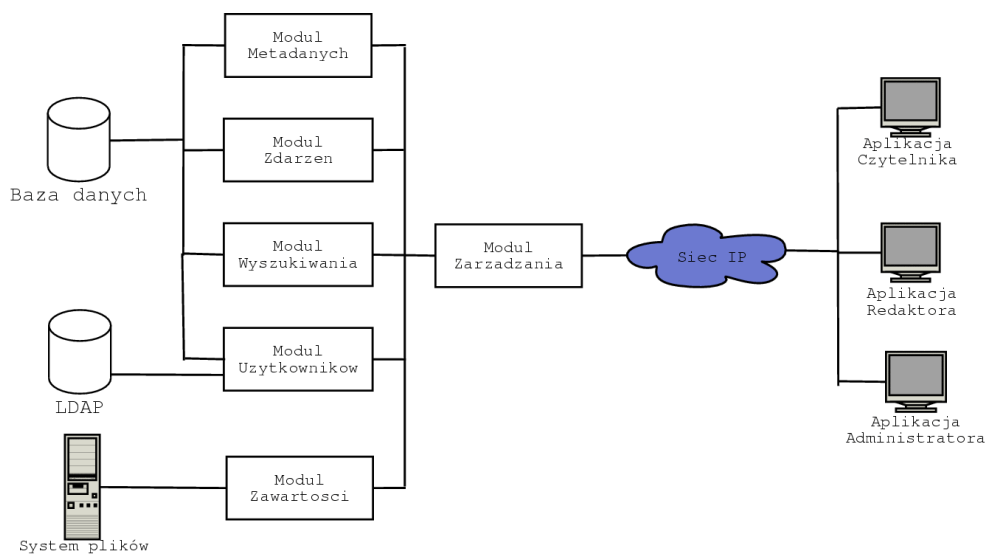 Modul
Metadanych
Modul
Zdarzen
Baza danych
Modul
Wyszukiwania
Modul
Zarzadzania
Siec IP
Aplikacja
Czytelnika
Aplikacja
Redaktora
Modul
Uzytkownikow
LDAP
Aplikacja
Administratora
Modul
Zawartosci
System plików